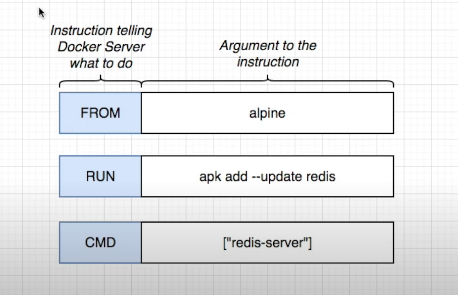 Instruction telling
Docker Server
what to do
Argument to the
instruction
FROM alpine
RUN apk add --update redis
CMD ["redis-server"]